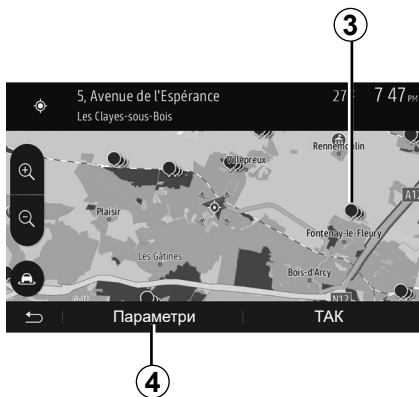 3
5, Avenue de l'Espérance
Les Clayes-sous-Bois
7 47 PM
Rennemoulin
Villepreux
Plaisir
A12
Fontenay-le-Fleury
Les Gâtines
Bois-d'Arcy
N12
Параметри
ТАК
4